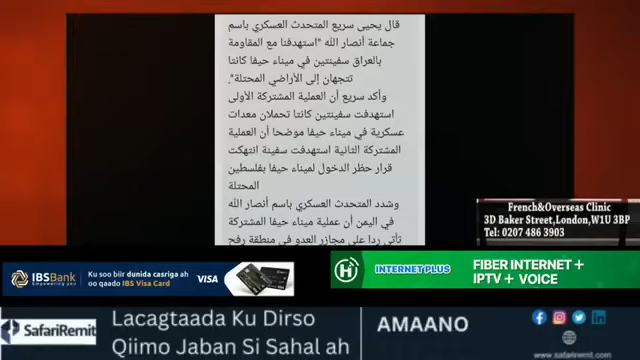 قال يحيى سريع المتحدث العسكري باسم
جماعة أنصار الله "استهدفنا مع المقاومة
بالعراق سفينتين في ميناء حيفا كانتا
تتجهان إلى الأراضي المحتلة".
وأكد سريع أن العملية المشتركة الأولى
استهدفت سفينتين كانتا تحملان معدات
عسكرية في ميناء حيفا موضحا أن العملية
المشتركة الثانية استهدفت سفينة انتهكت
قرار حظر الدخول لميناء حيفا بفلسطين
المحتلة
وشدد المتحدث العسكري باسم أنصار الله
في اليمن أن عملية ميناء حيفا المشتركة
تأتي ردا على مجازر العدو في منطقة رفح
French&Overseas Clinic
3D Baker Street,London,W1U 3BP
Tel: 0207 486 3903
IBSBank
Empowering you
Ku soo biir dunida casriga ah
oo qaado IBS Visa Card
VISA
INTERNET PLUS
FIBER INTERNET +
IPTV + VOICE
SafariRemit
Lacagtaada Ku Dirso
Qiimo Jaban Si Sahal ah
AMAANO
www.safariremit.com